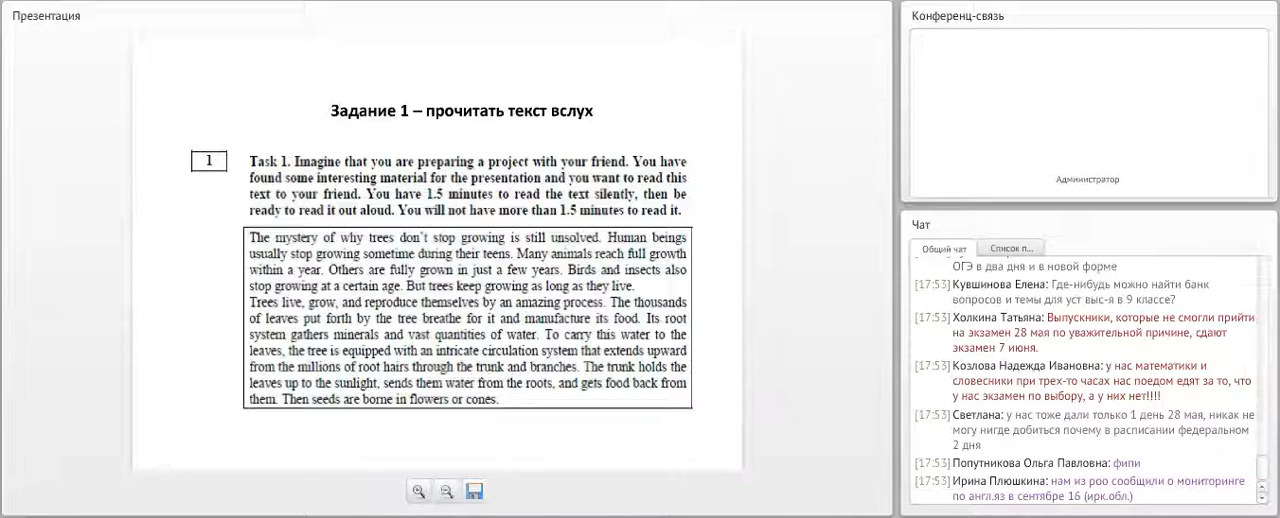 Презентация
Задание 1 – прочитать текст вслух
1
Task 1. Imagine that you are preparing a project with your friend. You have
found some interesting material for the presentation and you want to read this
text to your friend. You have 1.5 minutes to read the text silently, then be
ready to read it out aloud. You will not have more than 1.5 minutes to read it.
The mystery of why trees don't stop growing is still unsolved. Human beings
usually stop growing sometime during their teens. Many animals reach full growth
within a year. Others are fully grown in just a few years. Birds and insects also
stop growing at a certain age. But trees keep growing as long as they live.
Trees live, grow, and reproduce themselves by an amazing process. The thousands
of leaves put forth by the tree breathe for it and manufacture its food. Its root
system gathers minerals and vast quantities of water. To carry this water to the
leaves, the tree is equipped with an intricate circulation system that extends upward
from the millions of root hairs through the trunk and branches. The trunk holds the
leaves up to the sunlight, sends them water from the roots, and gets food back from
them. Then seeds are borne in flowers or cones.
Конференц-связь
Администратор
Чат
Общий чат
Список п...
ОГЭ в два дня и в новой форме
[17:53] Кувшинова Елена: Где-нибудь можно найти банк
вопросов и темы для уст выс-я в 9 классе?
[17:53] Холкина Татьяна: Выпускники, которые не смогли прийти
на экзамен 28 мая по уважительной причине, сдают
экзамен 7 июня.
[17:53] Козлова Надежда Ивановна: у нас математики и
словесники при трех-то часах нас поедом едят за то, что
у нас экзамен по выбору, а у них нет!!!!
[17:53] Светлана: у нас тоже дали только 1 день 28 мая, никак не
могу нигде добиться почему в расписании федеральном
2 дня
[17:53] Попутникова Ольга Павловна: фипи
[17:53] Ирина Плюшкина: нам из роо сообщили о мониторинге
по англ.яз в сентябре 16 (ирк.обл.)